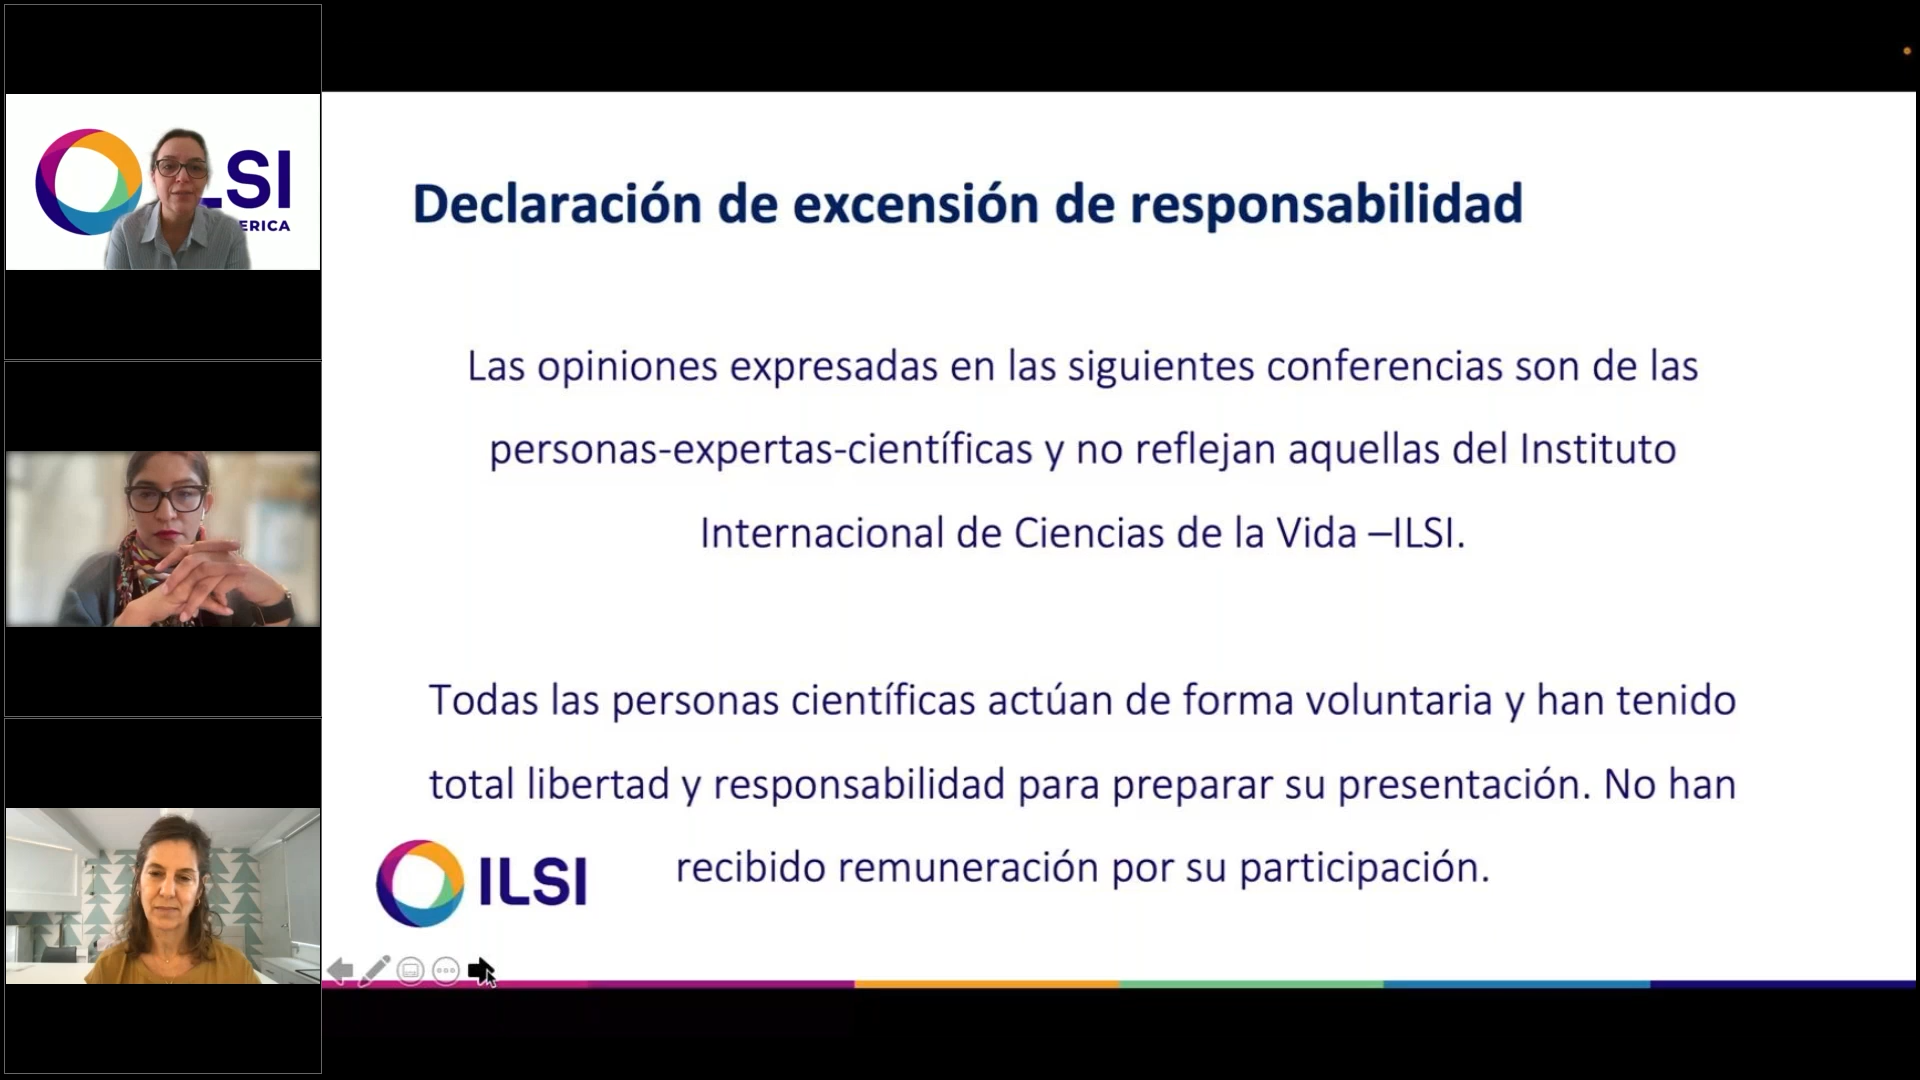 LSI
ERICA
Declaración de excensión de responsabilidad
Las opiniones expresadas en las siguientes conferencias son de las
personas-expertas-científicas y no reflejan aquellas del Instituto
Internacional de Ciencias de la Vida –ILSI.
Todas las personas científicas actúan de forma voluntaria y han tenido
total libertad y responsabilidad para preparar su presentación. No han
recibido remuneración por su participación.
ILSI